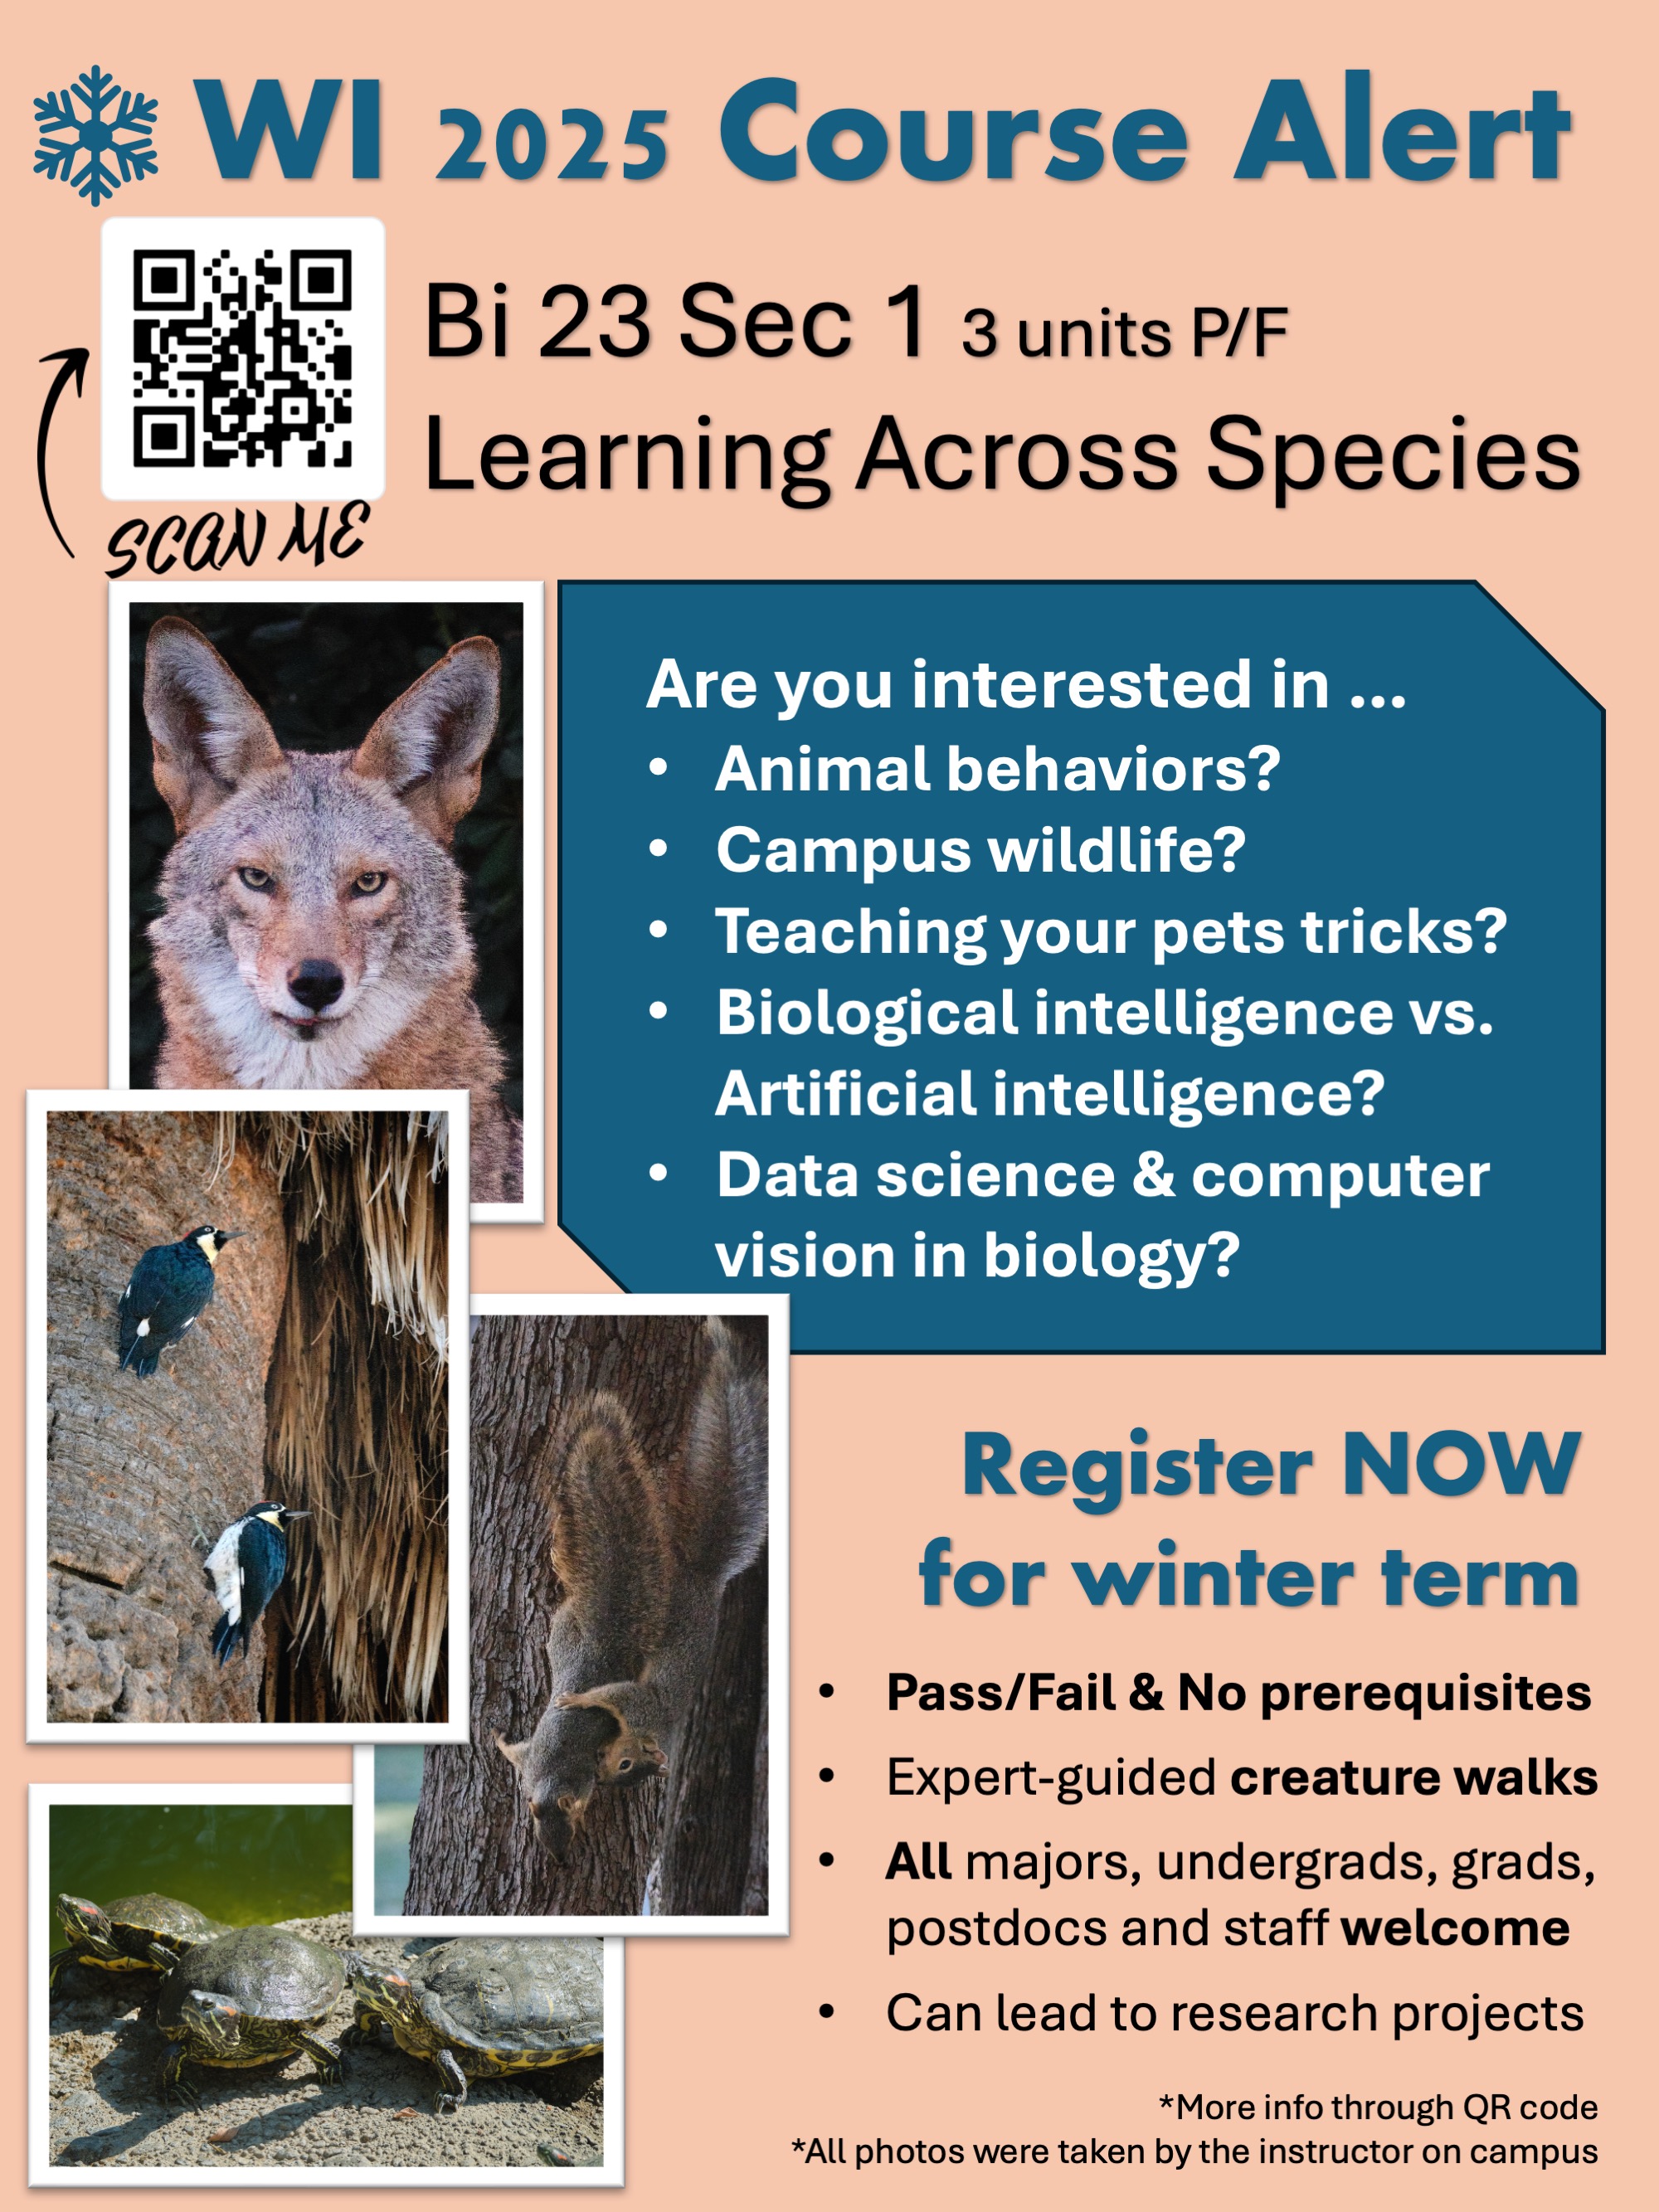 WI 2025 Course Alert
Bi 23 Sec 1 3 units P/F
Learning Across Species
SCAN ME
Are you interested in ...
• Animal behaviors?
• Campus wildlife?
• Teaching your pets tricks?
• Biological intelligence vs.
Artificial intelligence?
• Data science & computer
vision in biology?
Register NOW
for winter term
• Pass/Fail & No prerequisites
• Expert-guided creature walks
• All majors, undergrads, grads,
postdocs and staff welcome
• Can lead to research projects
*More info through QR code
*All photos were taken by the instructor on campus